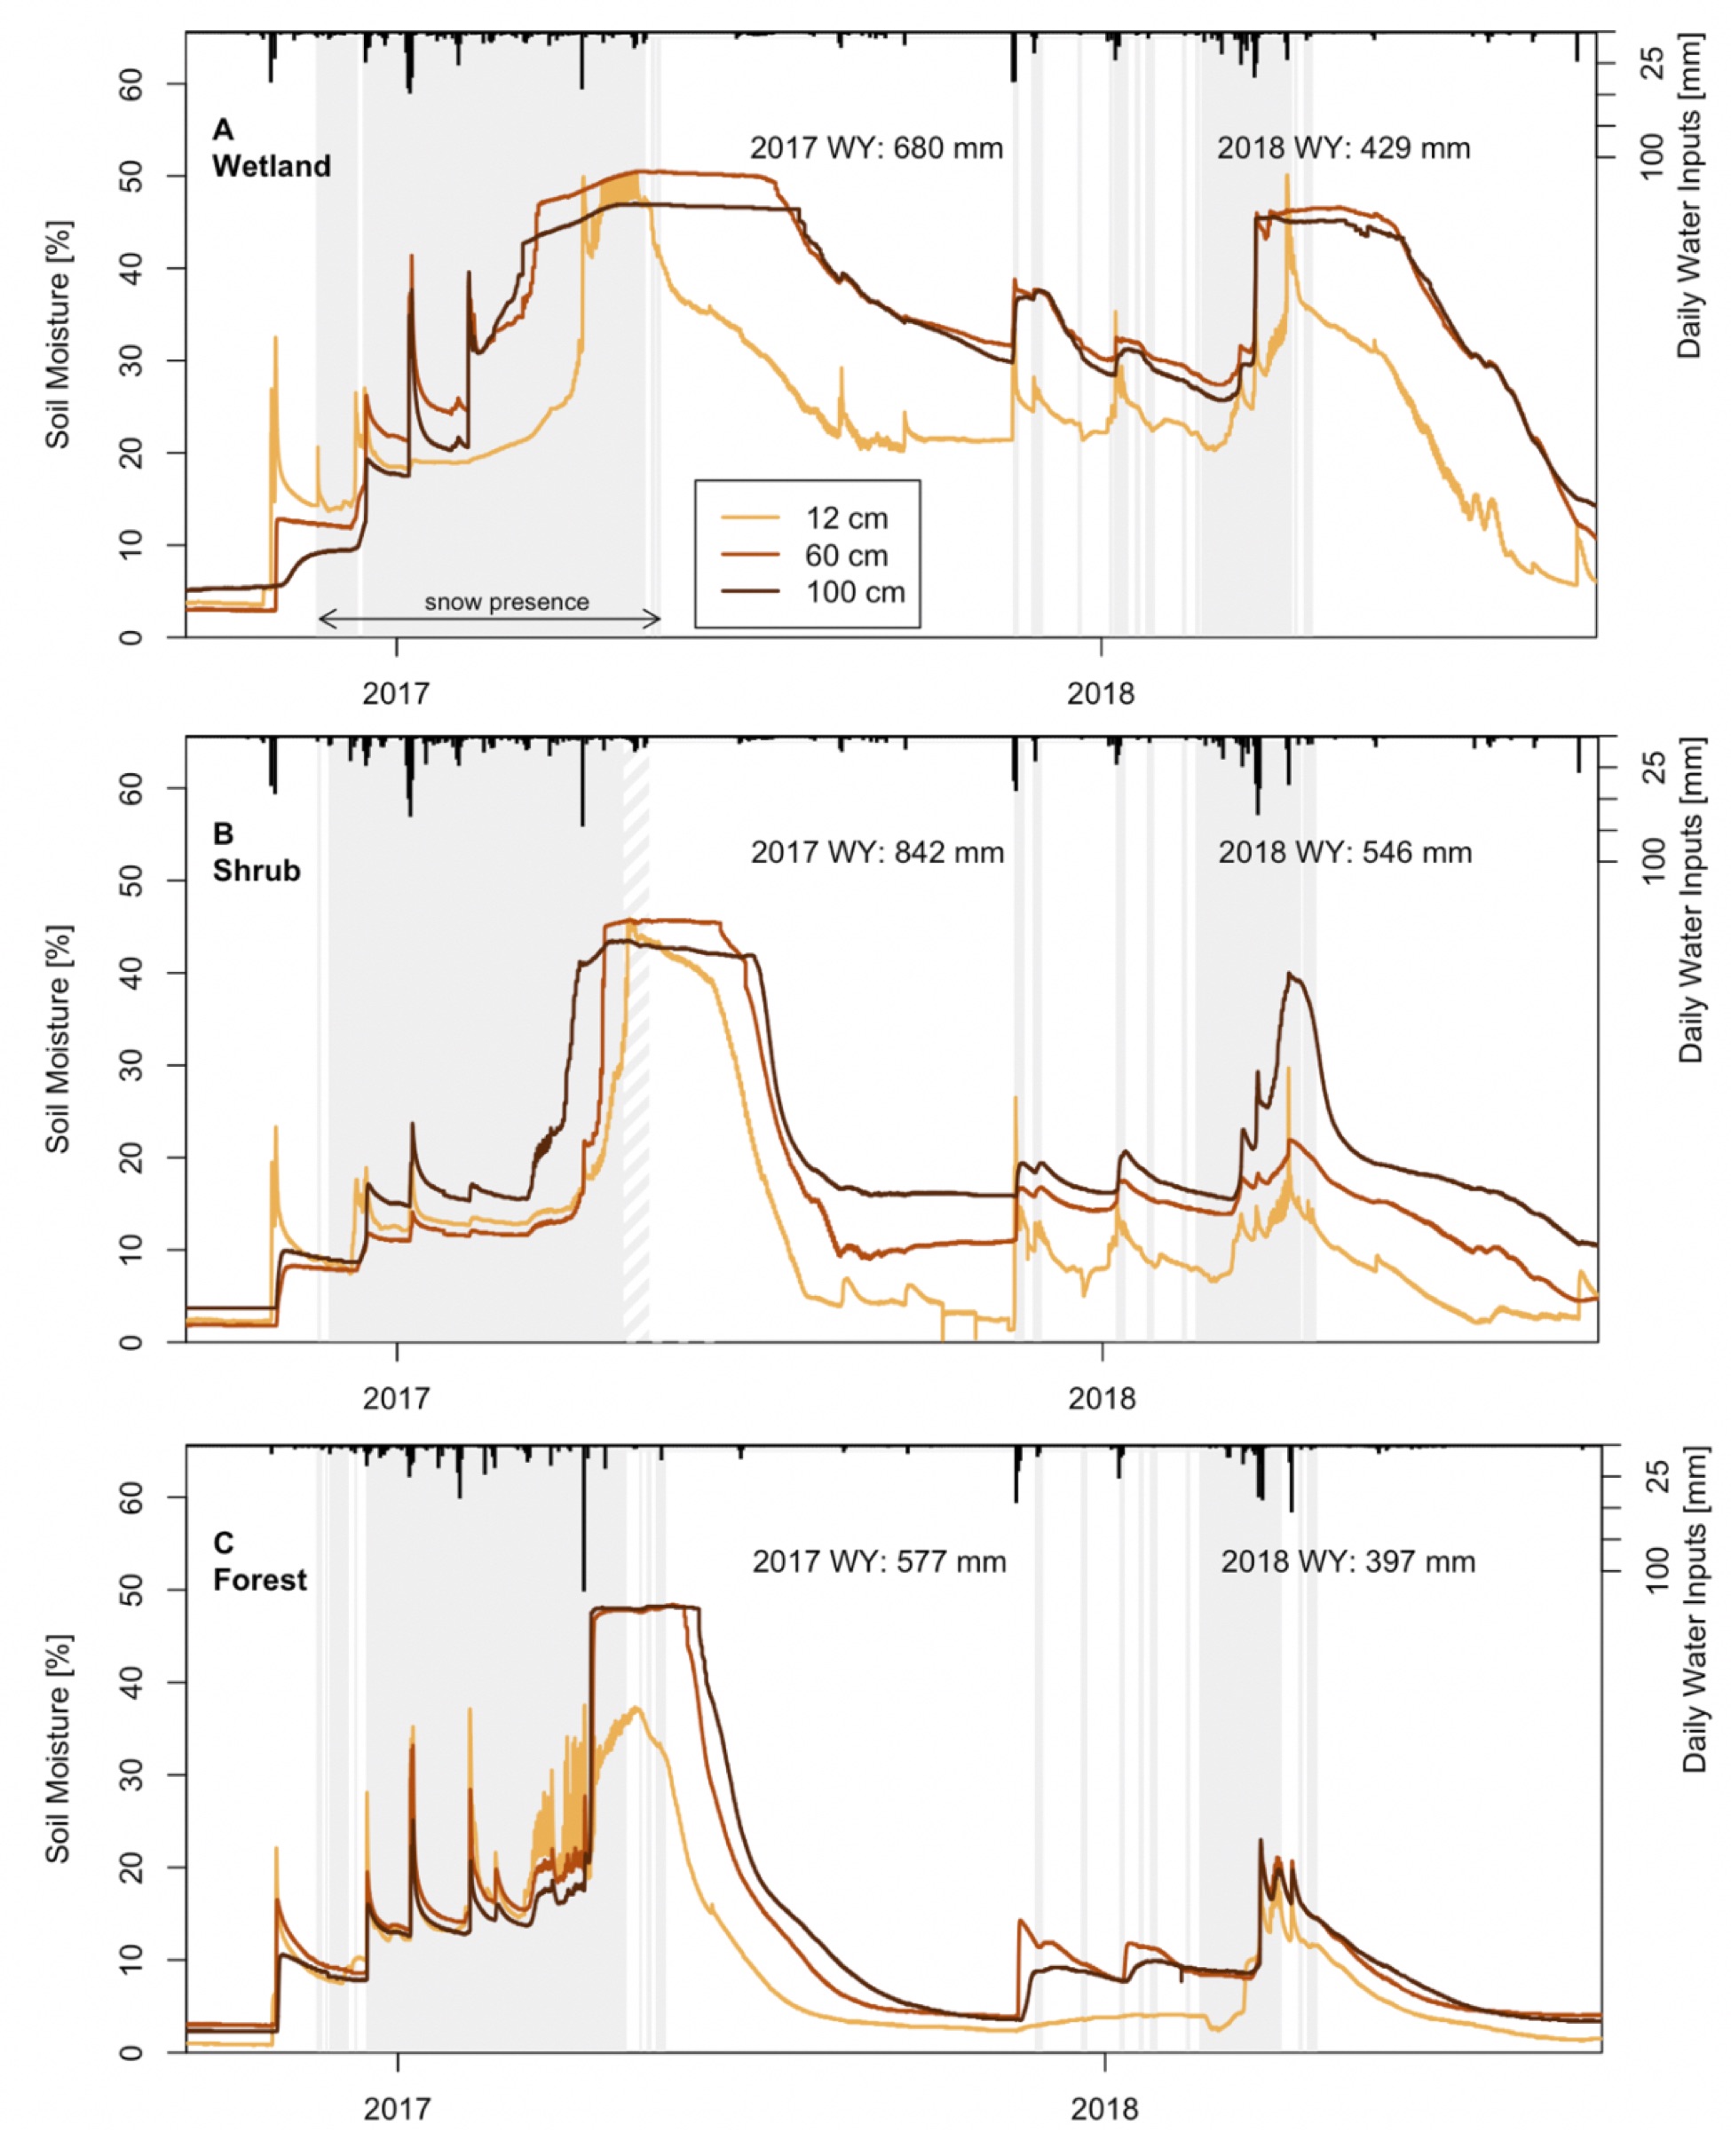 A
Wetland
2017 WY: 680 mm
2018 WY: 429 mm
Soil Moisture [%]
0 10 20 30 40 50 60
Daily Water Inputs [mm]
25 100
12 cm
60 cm
100 cm
snow presence
2017 2018
B
Shrub
2017 WY: 842 mm
2018 WY: 546 mm
Soil Moisture [%]
0 10 20 30 40 50 60
Daily Water Inputs [mm]
25 100
2017 2018
C
Forest
2017 WY: 577 mm
2018 WY: 397 mm
Soil Moisture [%]
0 10 20 30 40 50 60
Daily Water Inputs [mm]
25 100
2017 2018